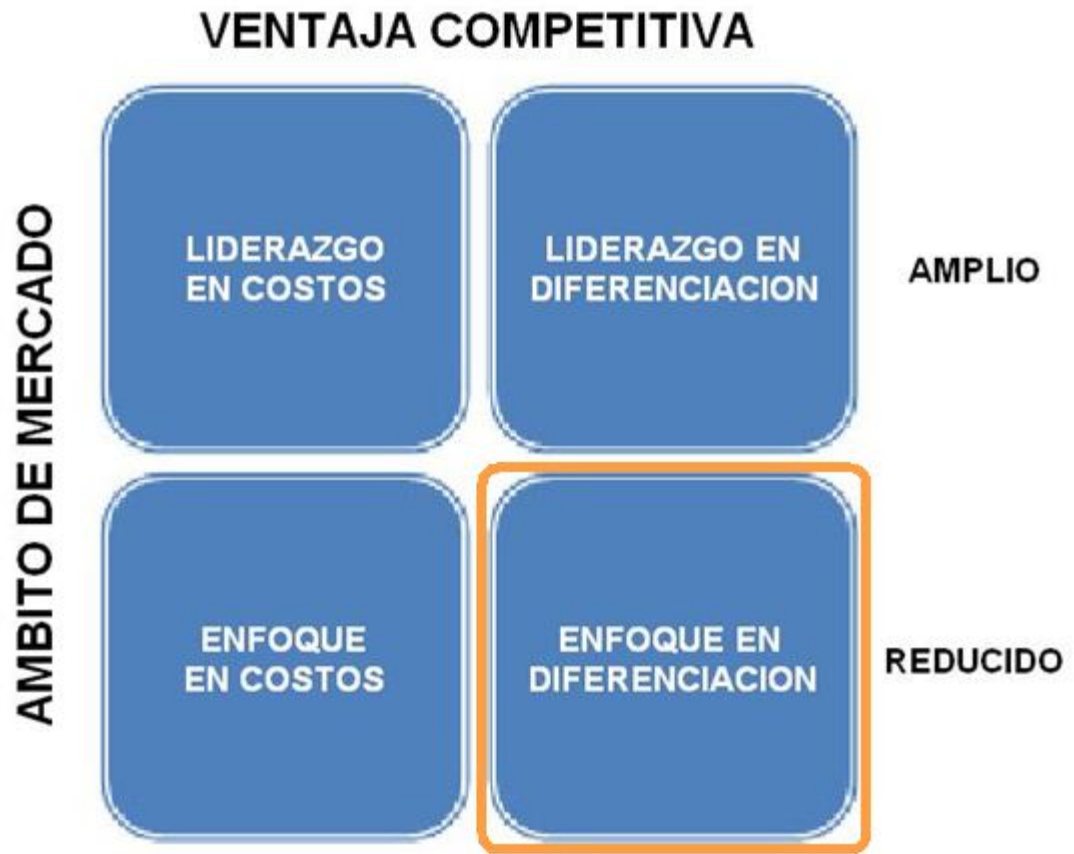 VENTAJA COMPETITIVA
AMBITO DE MERCADO
LIDERAZGO
EN COSTOS
LIDERAZGO EN
DIFERENCIACION
AMPLIO
ENFOQUE
EN COSTOS
ENFOQUE EN
DIFERENCIACION
REDUCIDO